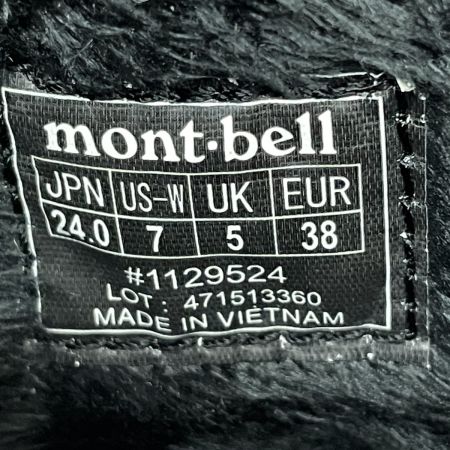 mont·bell
JPN US-W UK EUR
24.0 7 5 38
#1129524
LOT : 471513360
MADE IN VIETNAM